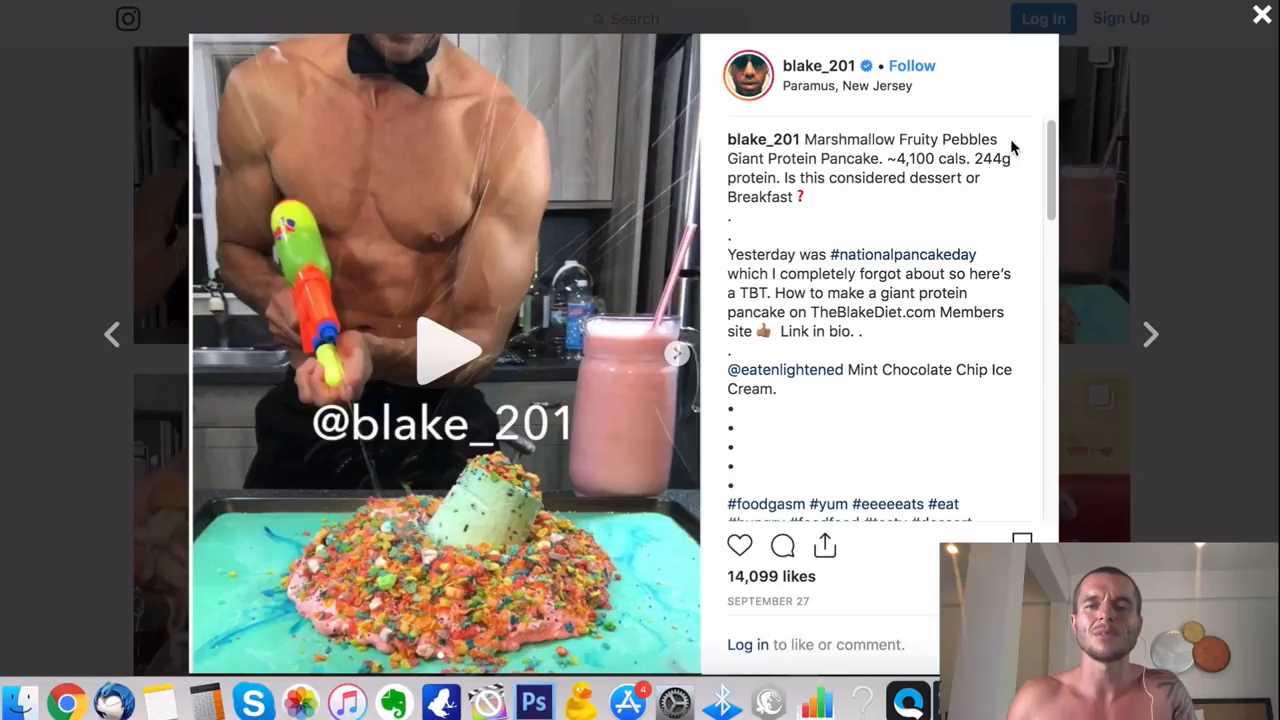 Search
Log In
Sign Up
blake_201 • Follow
Paramus, New Jersey
blake_201 Marshmallow Fruity Pebbles
Giant Protein Pancake. ~4,100 cals. 244g
protein. Is this considered dessert or
Breakfast❓
.
.
Yesterday was #nationalpancakeday
which I completely forgot about so here's
a TBT. How to make a giant protein
pancake on TheBlakeDiet.com Members
site 👍🏽 Link in bio. .
.
@eatenlightened Mint Chocolate Chip Ice
Cream.
•
•
•
•
•
#foodgasm #yum #eeeeeats #eat
14,099 likes
SEPTEMBER 27
Log in to like or comment.
@blake_201
4
Ps